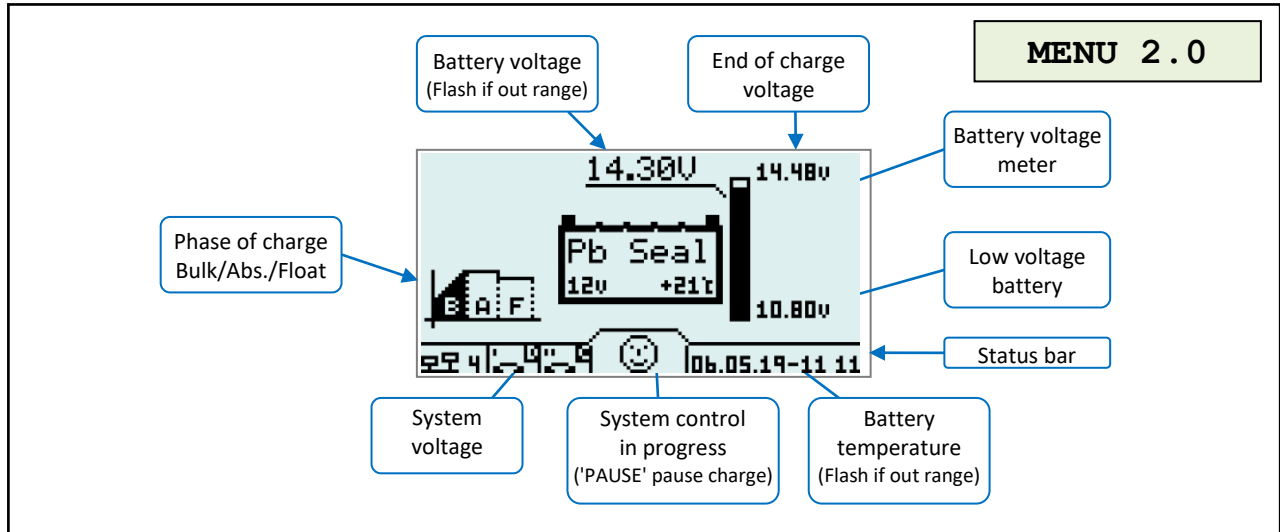 MENU 2.0
Battery voltage
(Flash if out range)
End of charge
voltage
Battery voltage
meter
14.30V
14.48v
Pb Seal
12v +21℃
Phase of charge
Bulk/Abs./Float
B A F
Low voltage
battery
10.80v
Status bar
4
06.05.19-11 11
System
voltage
System control
in progress
('PAUSE' pause charge)
Battery
temperature
(Flash if out range)